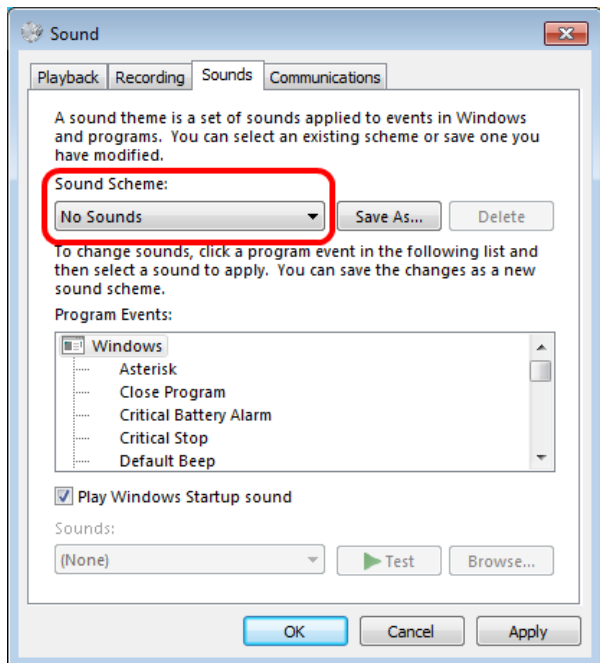 Sound
Playback Recording Sounds Communications
A sound theme is a set of sounds applied to events in Windows
and programs. You can select an existing scheme or save one you
have modified.
Sound Scheme:
No Sounds Save As... Delete
To change sounds, click a program event in the following list and
then select a sound to apply. You can save the changes as a new
sound scheme.
Program Events:
Windows
Asterisk
Close Program
Critical Battery Alarm
Critical Stop
Default Beep
Play Windows Startup sound
Sounds:
(None) Test Browse...
OK Cancel Apply